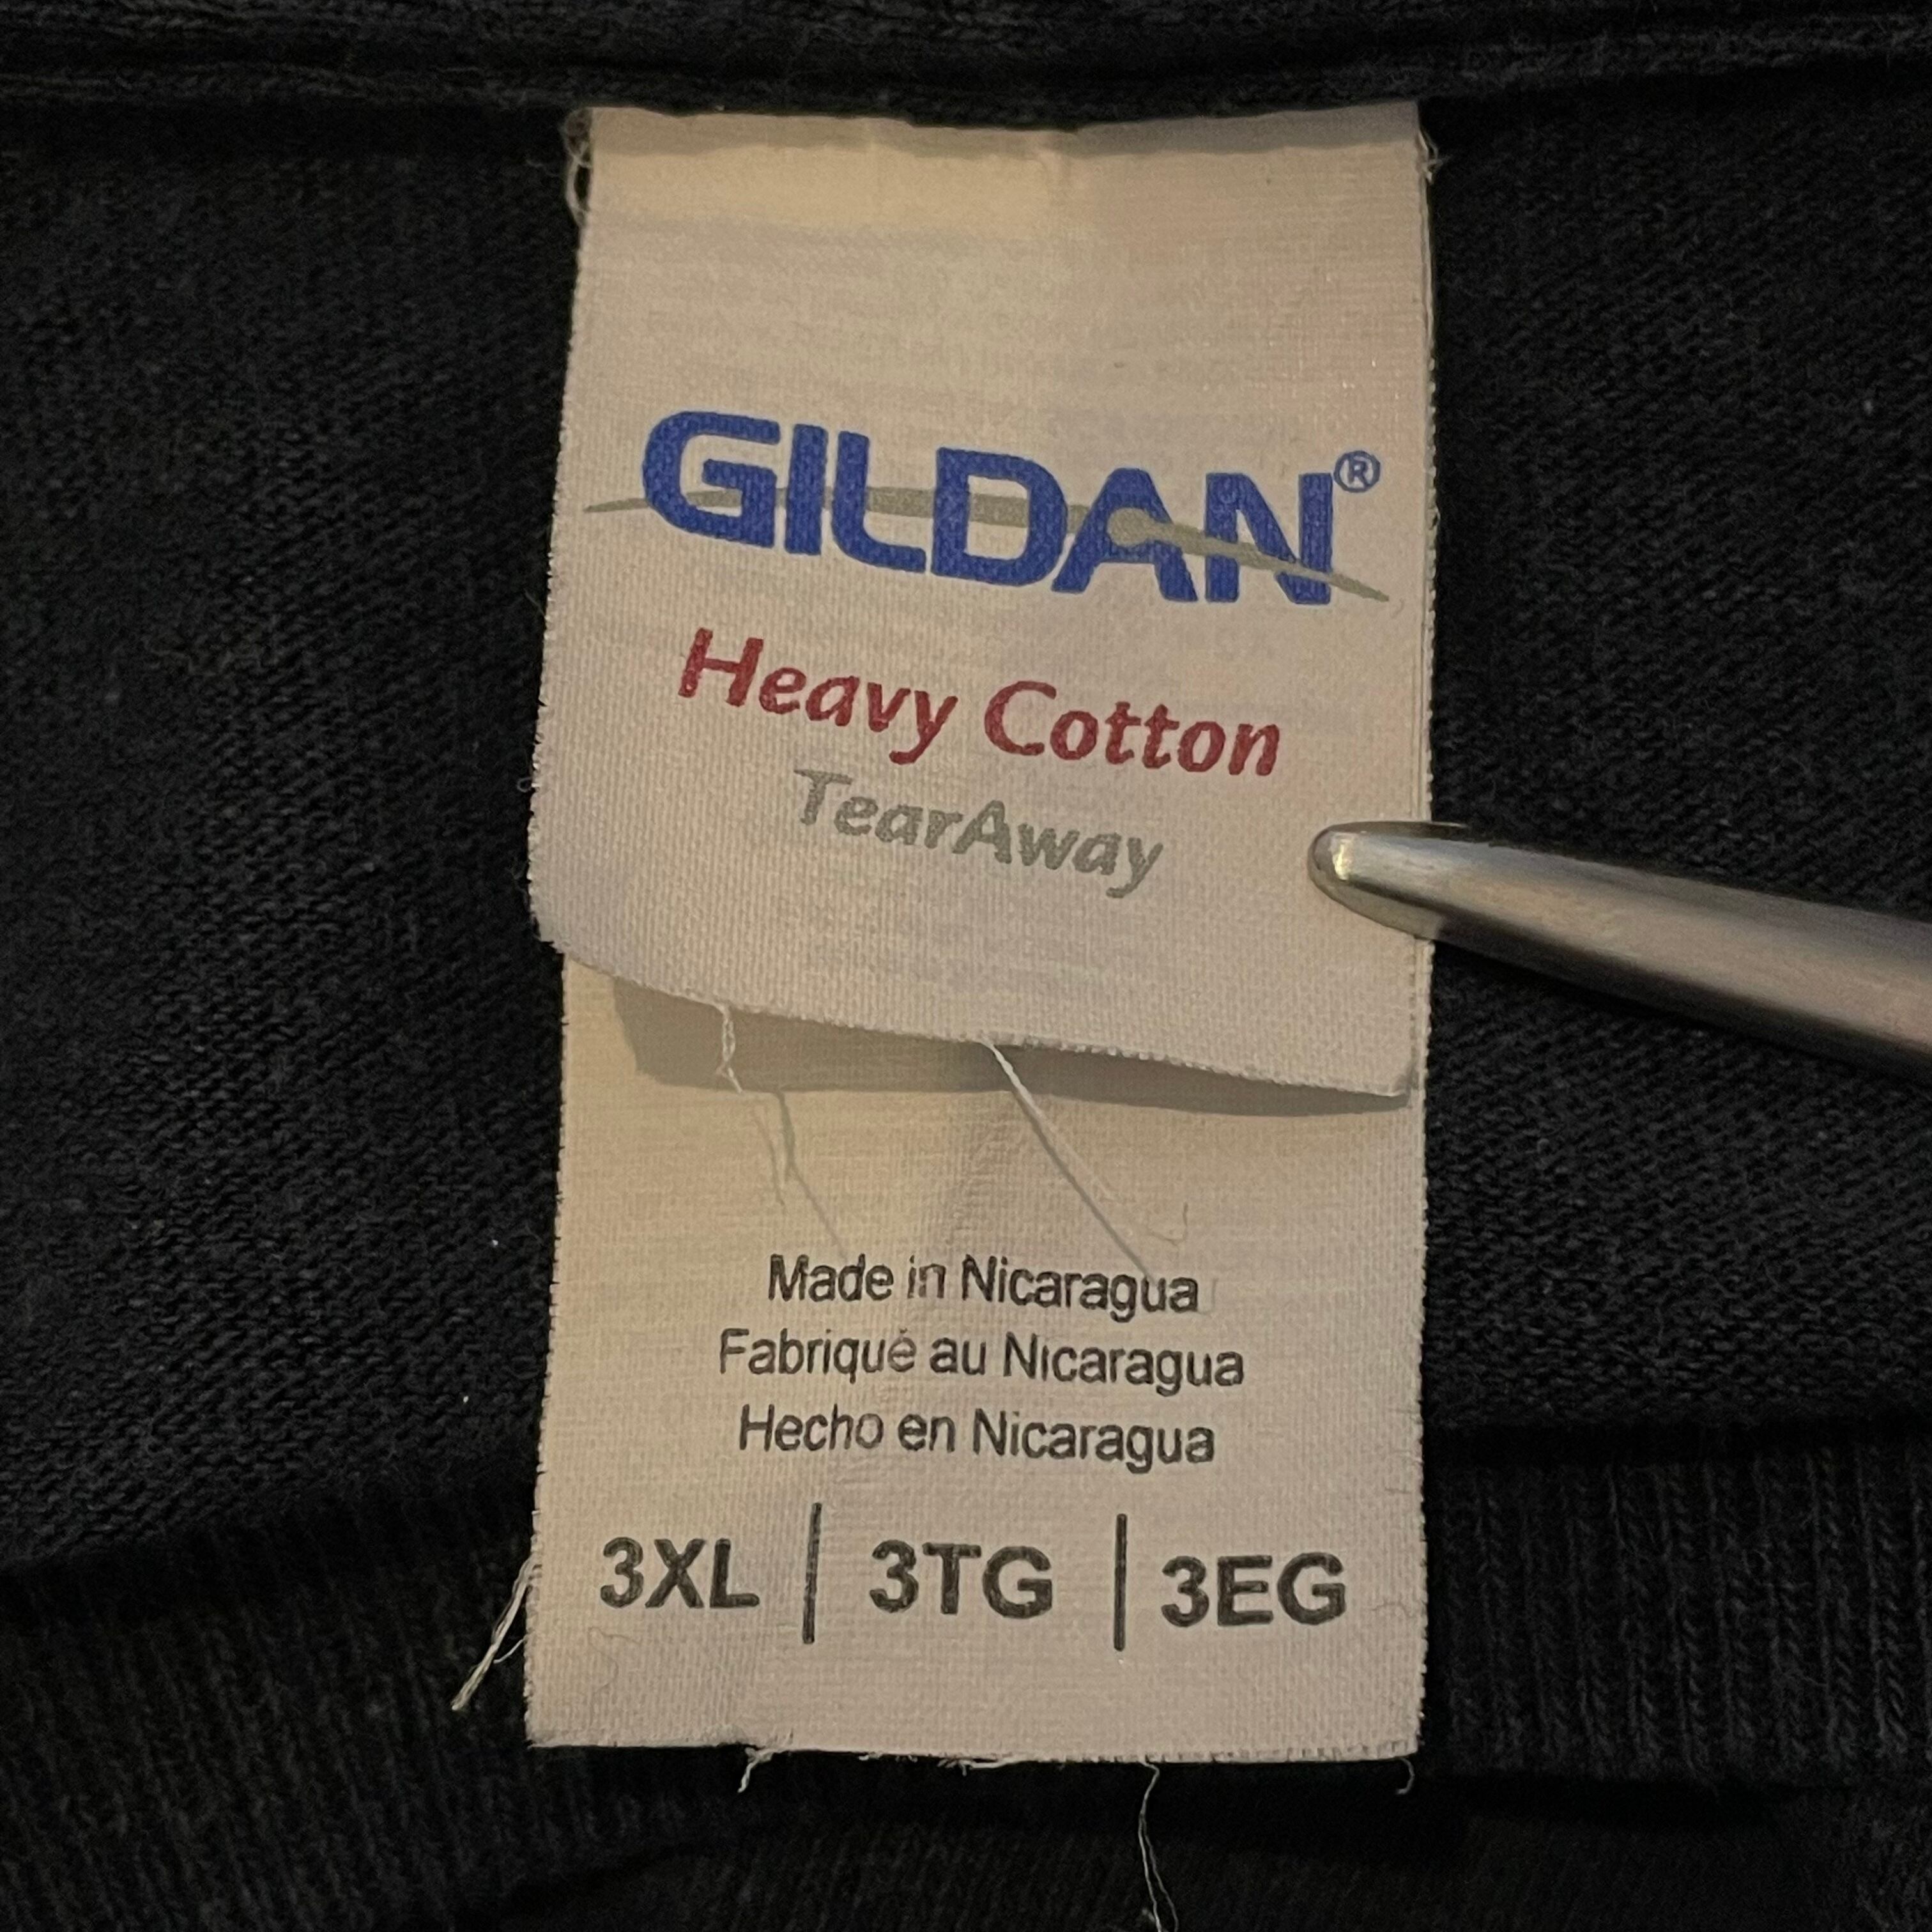 GILDAN®
Heavy Cotton
TearAway
Made in Nicaragua
Fabriqué au Nicaragua
Hecho en Nicaragua
3XL | 3TG | 3EG